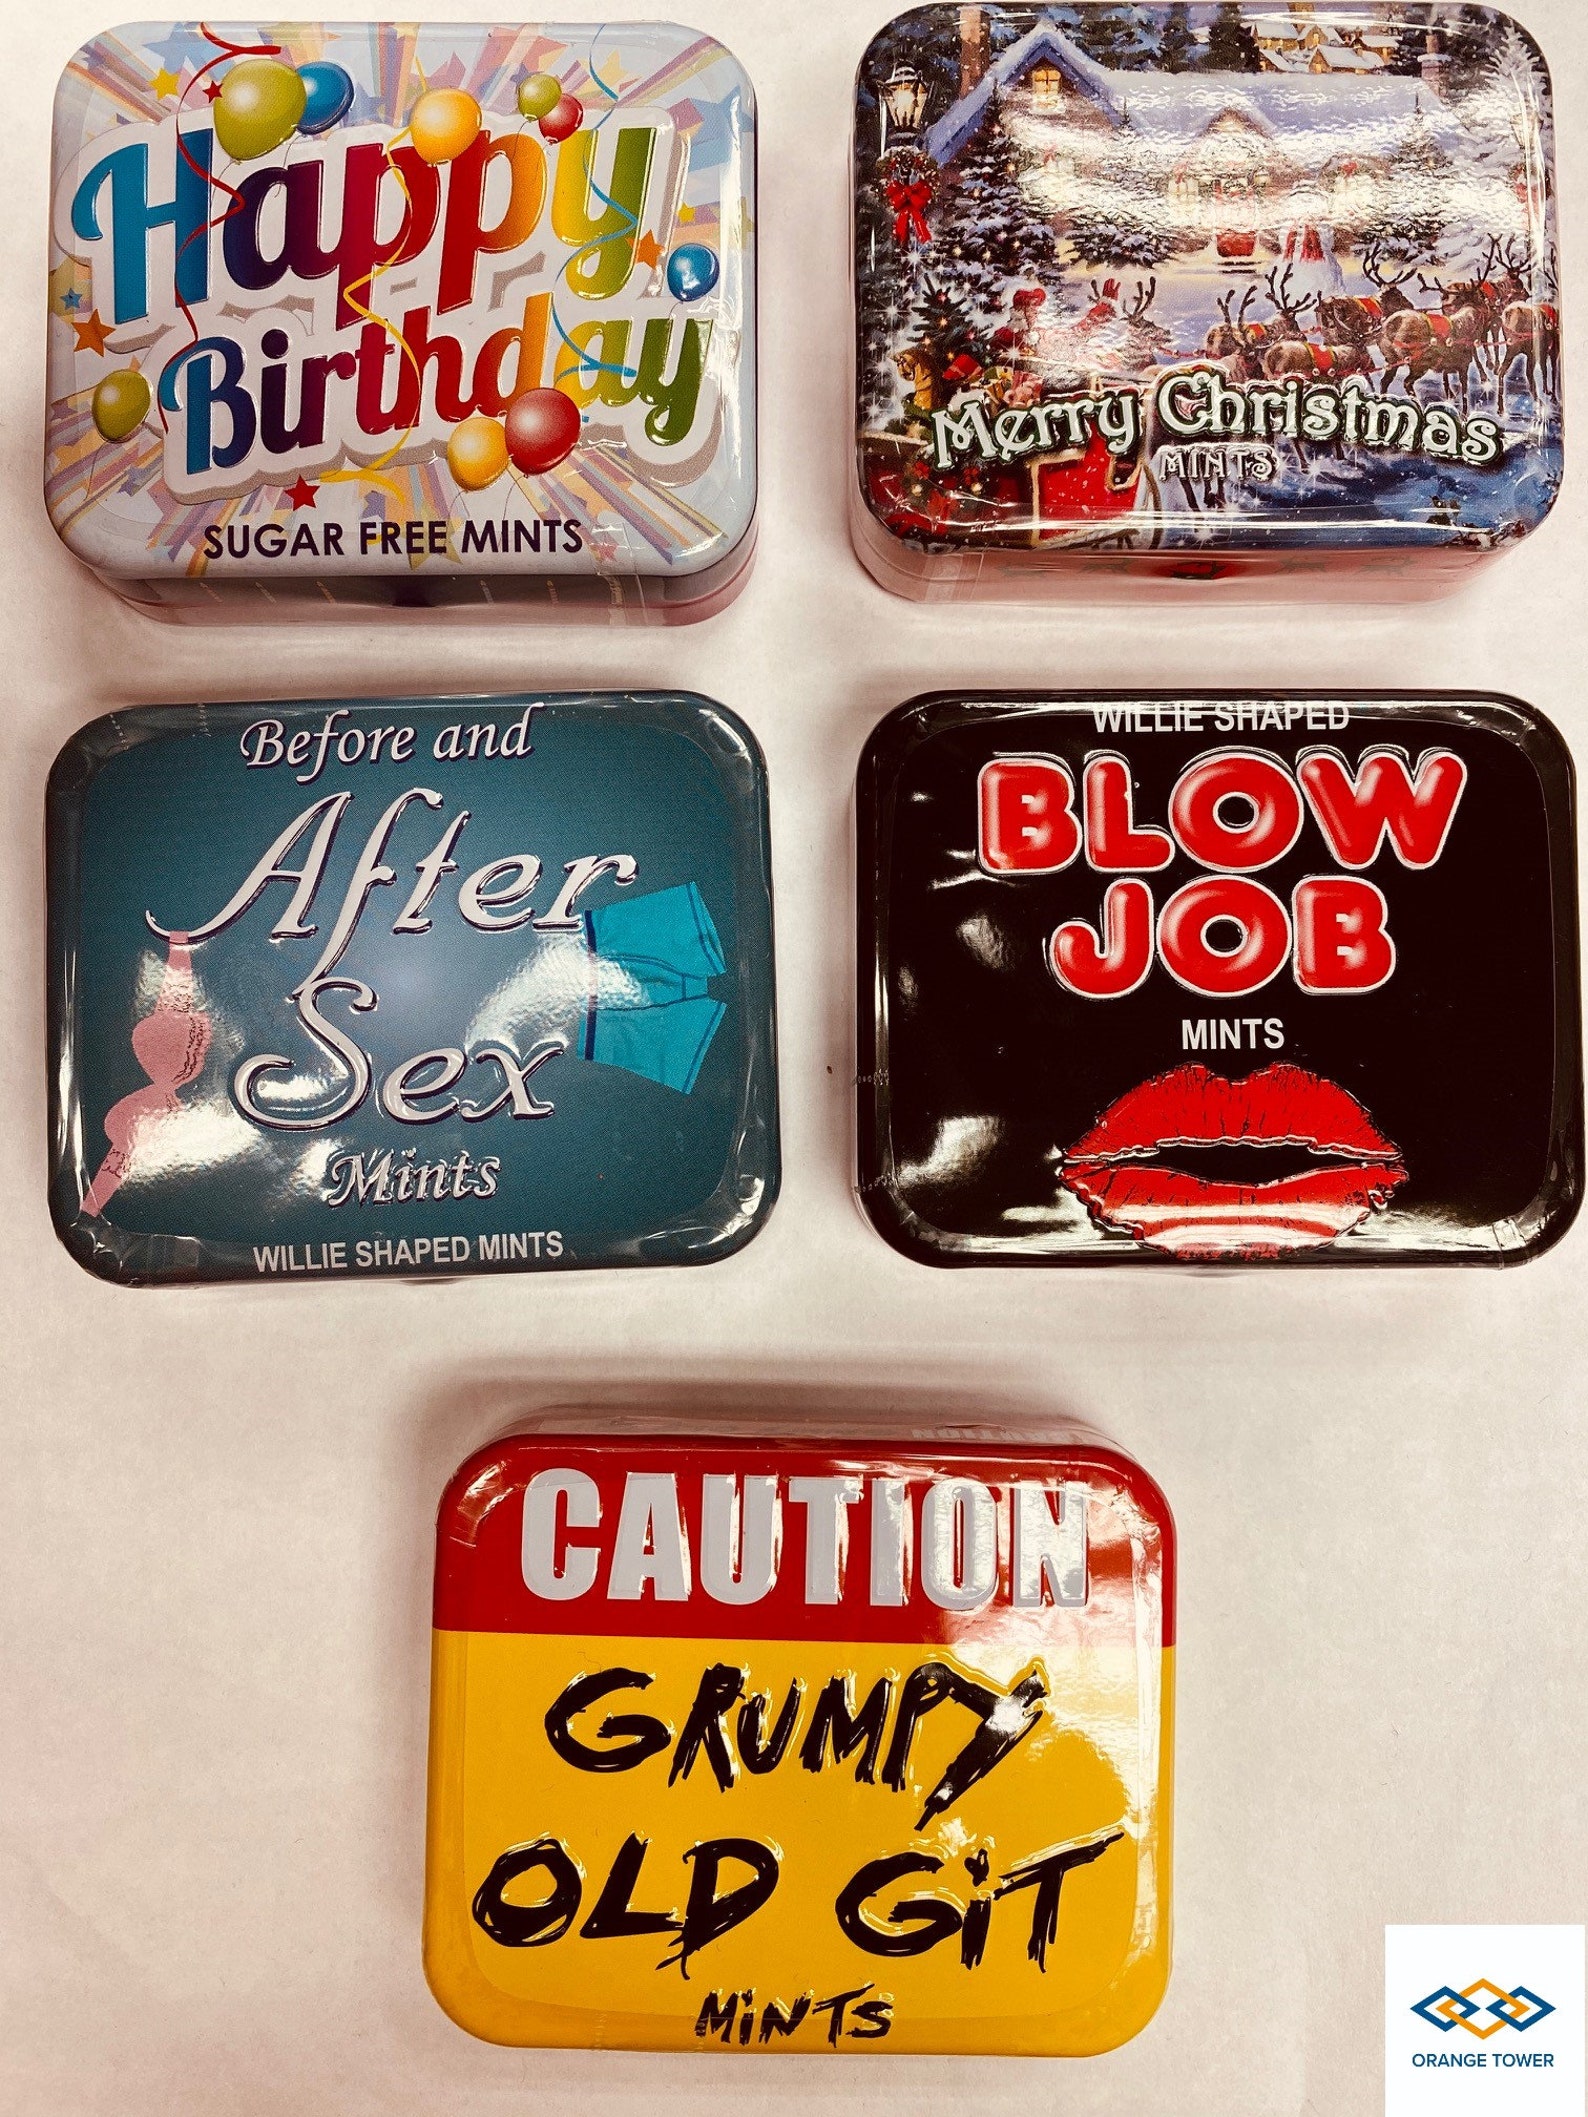 Happy
Birthday
SUGAR FREE MINTS
Merry Christmas
MINTS
Before and
After
Sex
Mints
WILLIE SHAPED MINTS
WILLIE SHAPED
BLOW
JOB
MINTS
CAUTION
GRUMPY
OLD GiT
MiNTS
ORANGE TOWER